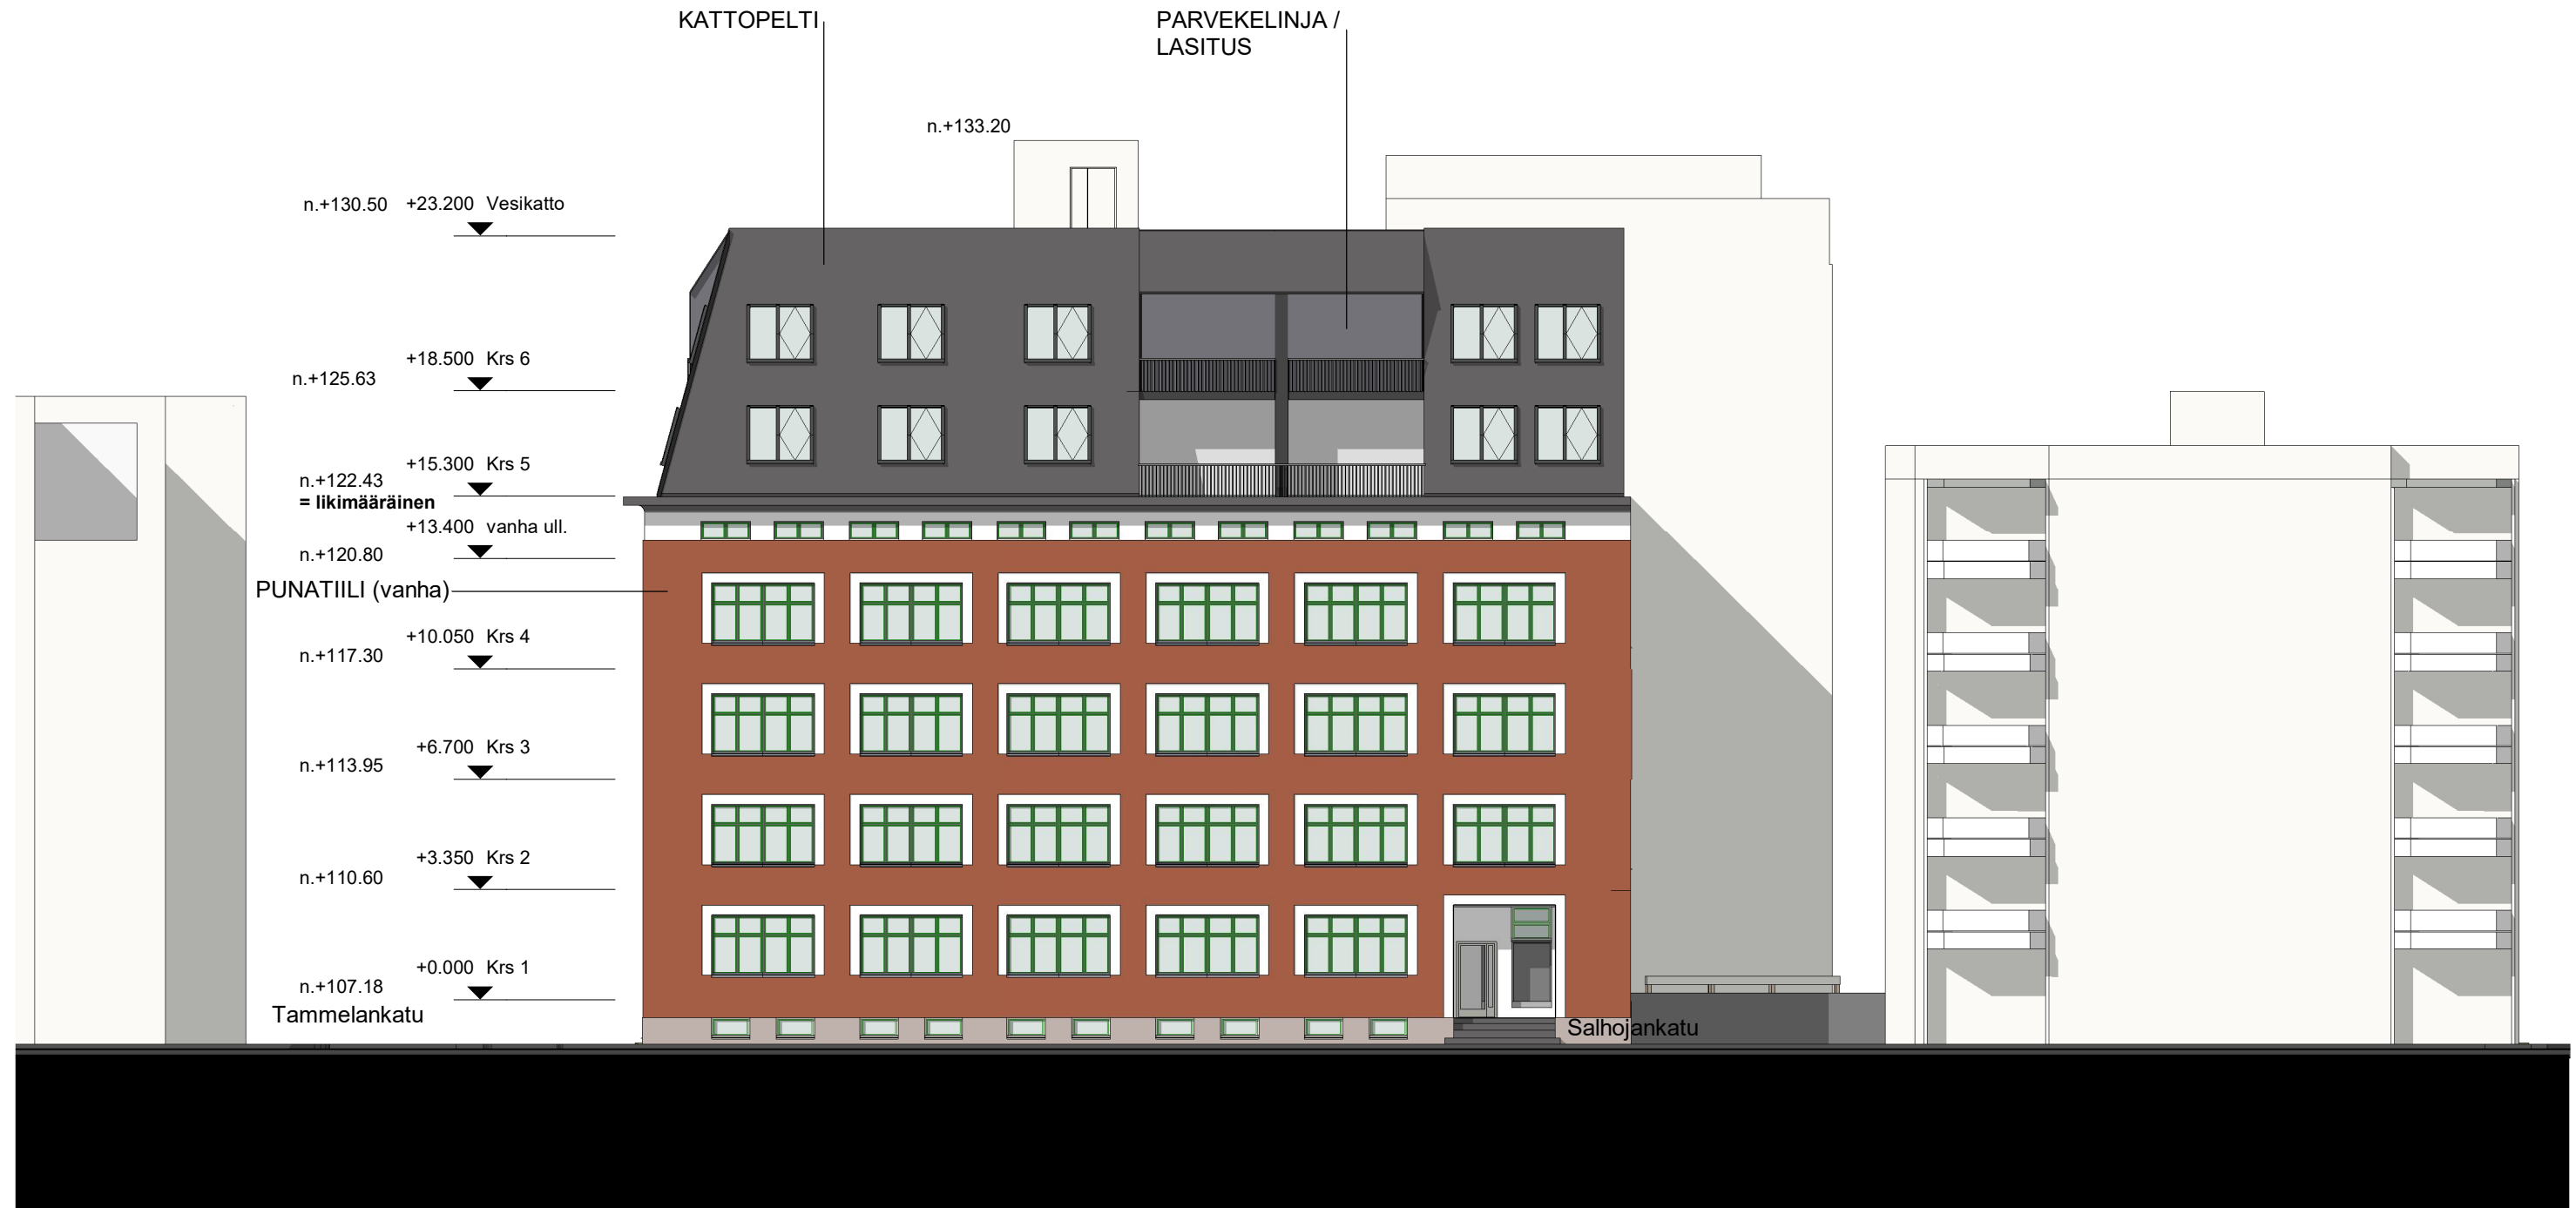 KATTOPELTI
PARVEKELINJA /
LASITUS
n.+133.20
n.+130.50 +23.200 Vesikatto
+18.500 Krs 6
n.+125.63
+15.300 Krs 5
n.+122.43
= likimääräinen
+13.400 vanha ull.
n.+120.80
PUNATIILI (vanha)
+10.050 Krs 4
n.+117.30
+6.700 Krs 3
n.+113.95
+3.350 Krs 2
n.+110.60
+0.000 Krs 1
n.+107.18
Tammelankatu
Salhojankatu